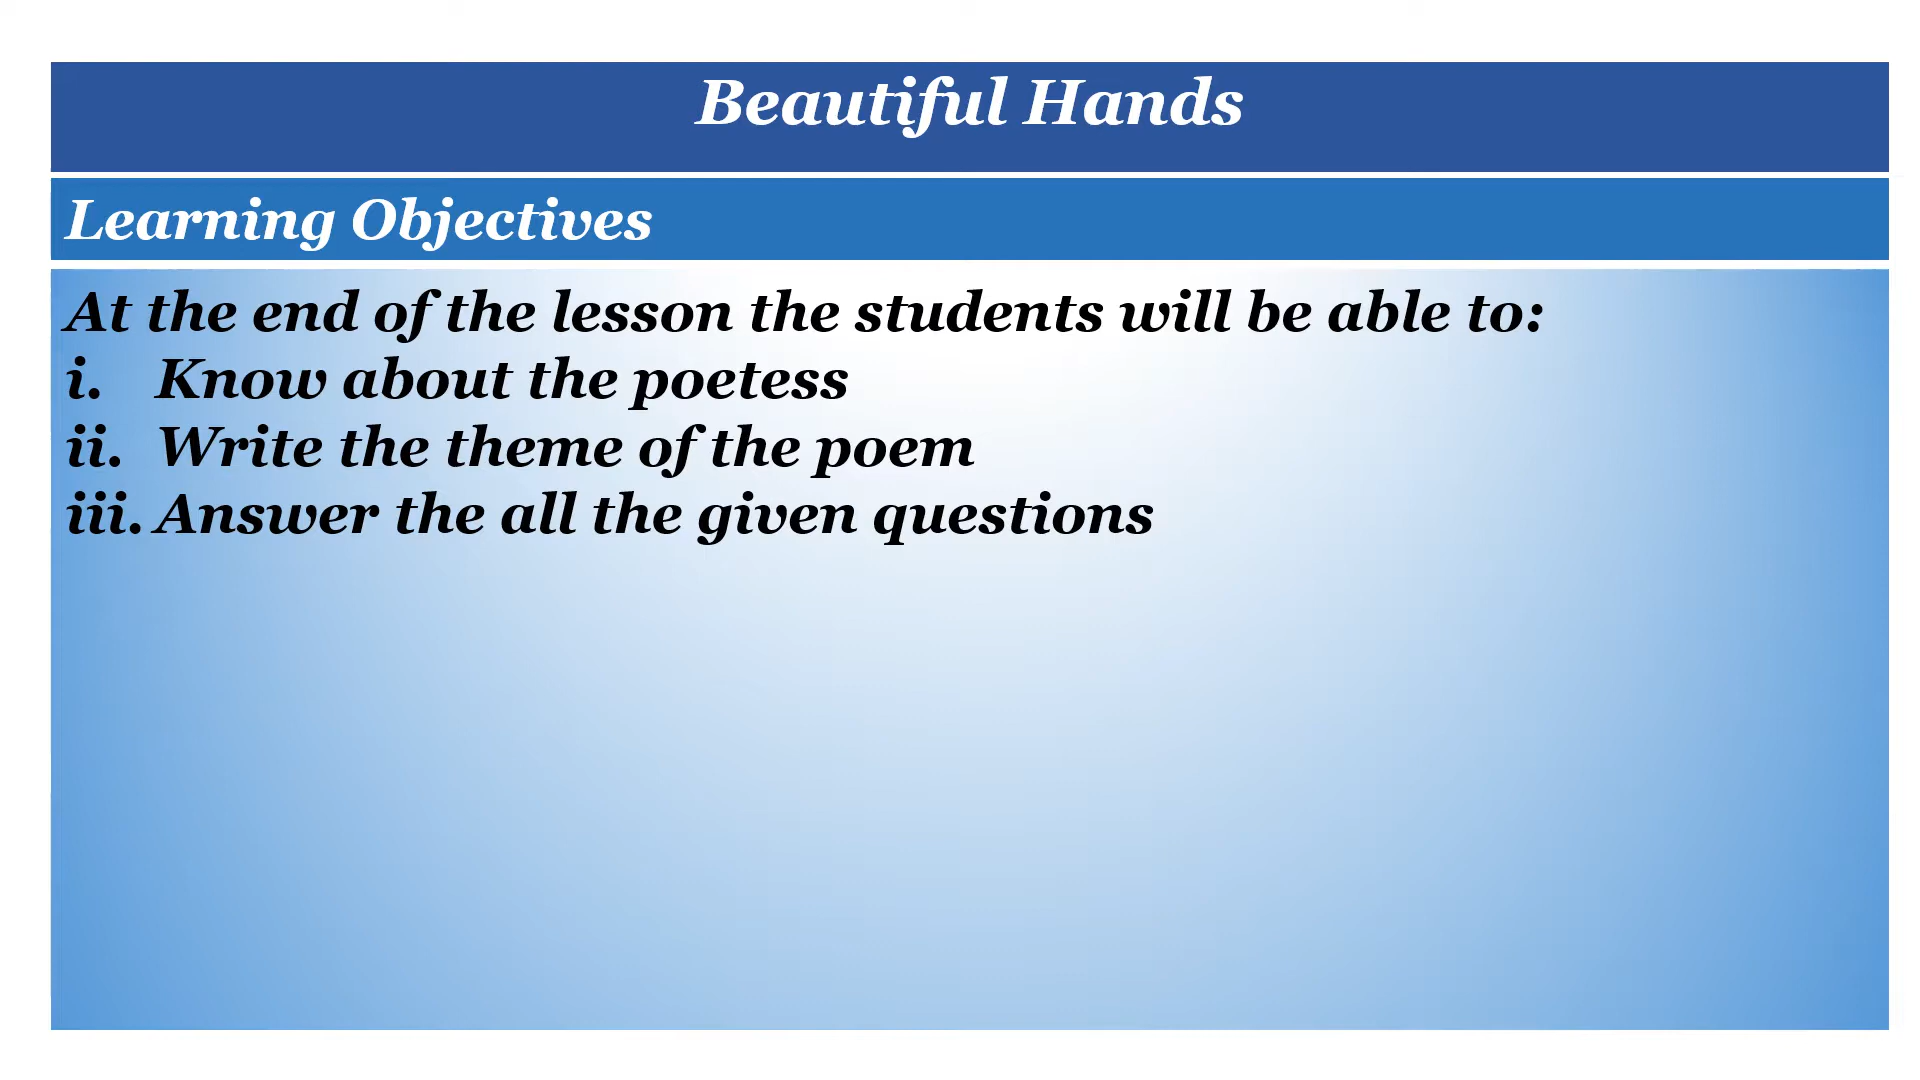 Beautiful Hands
Learning Objectives
At the end of the lesson the students will be able to:
i. Know about the poetess
ii. Write the theme of the poem
iii. Answer the all the given questions